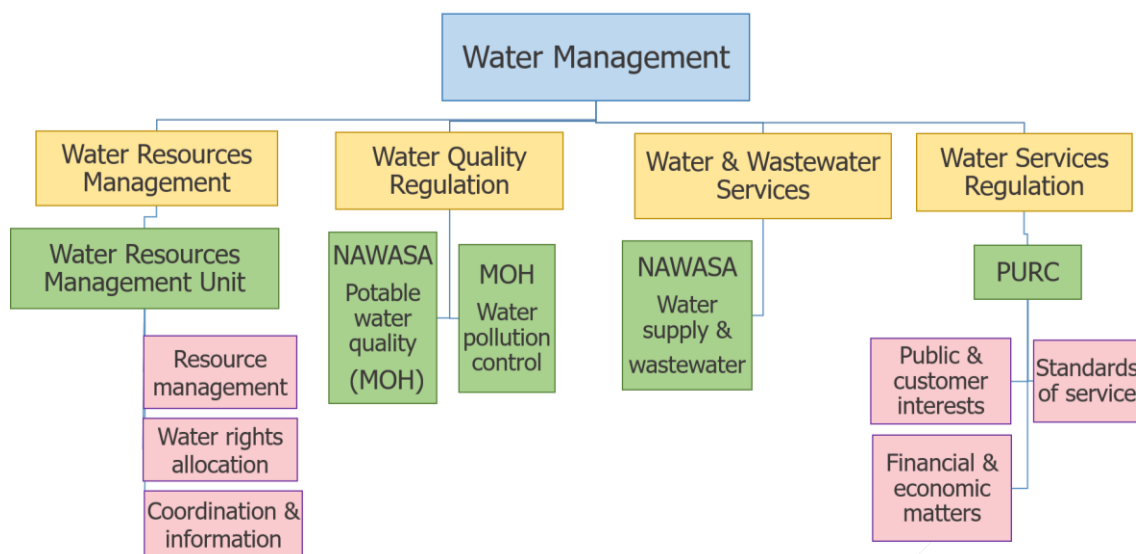 Water Management
Water Resources
Management
Water Quality
Regulation
Water & Wastewater
Services
Water Services
Regulation
Water Resources
Management Unit
NAWASA
Potable
water
quality
(MOH)
MOH
Water
pollution
control
NAWASA
Water
supply &
wastewater
PURC
Resource
management
Water rights
allocation
Coordination &
information
Public &
customer
interests
Standards
of service
Financial &
economic
matters